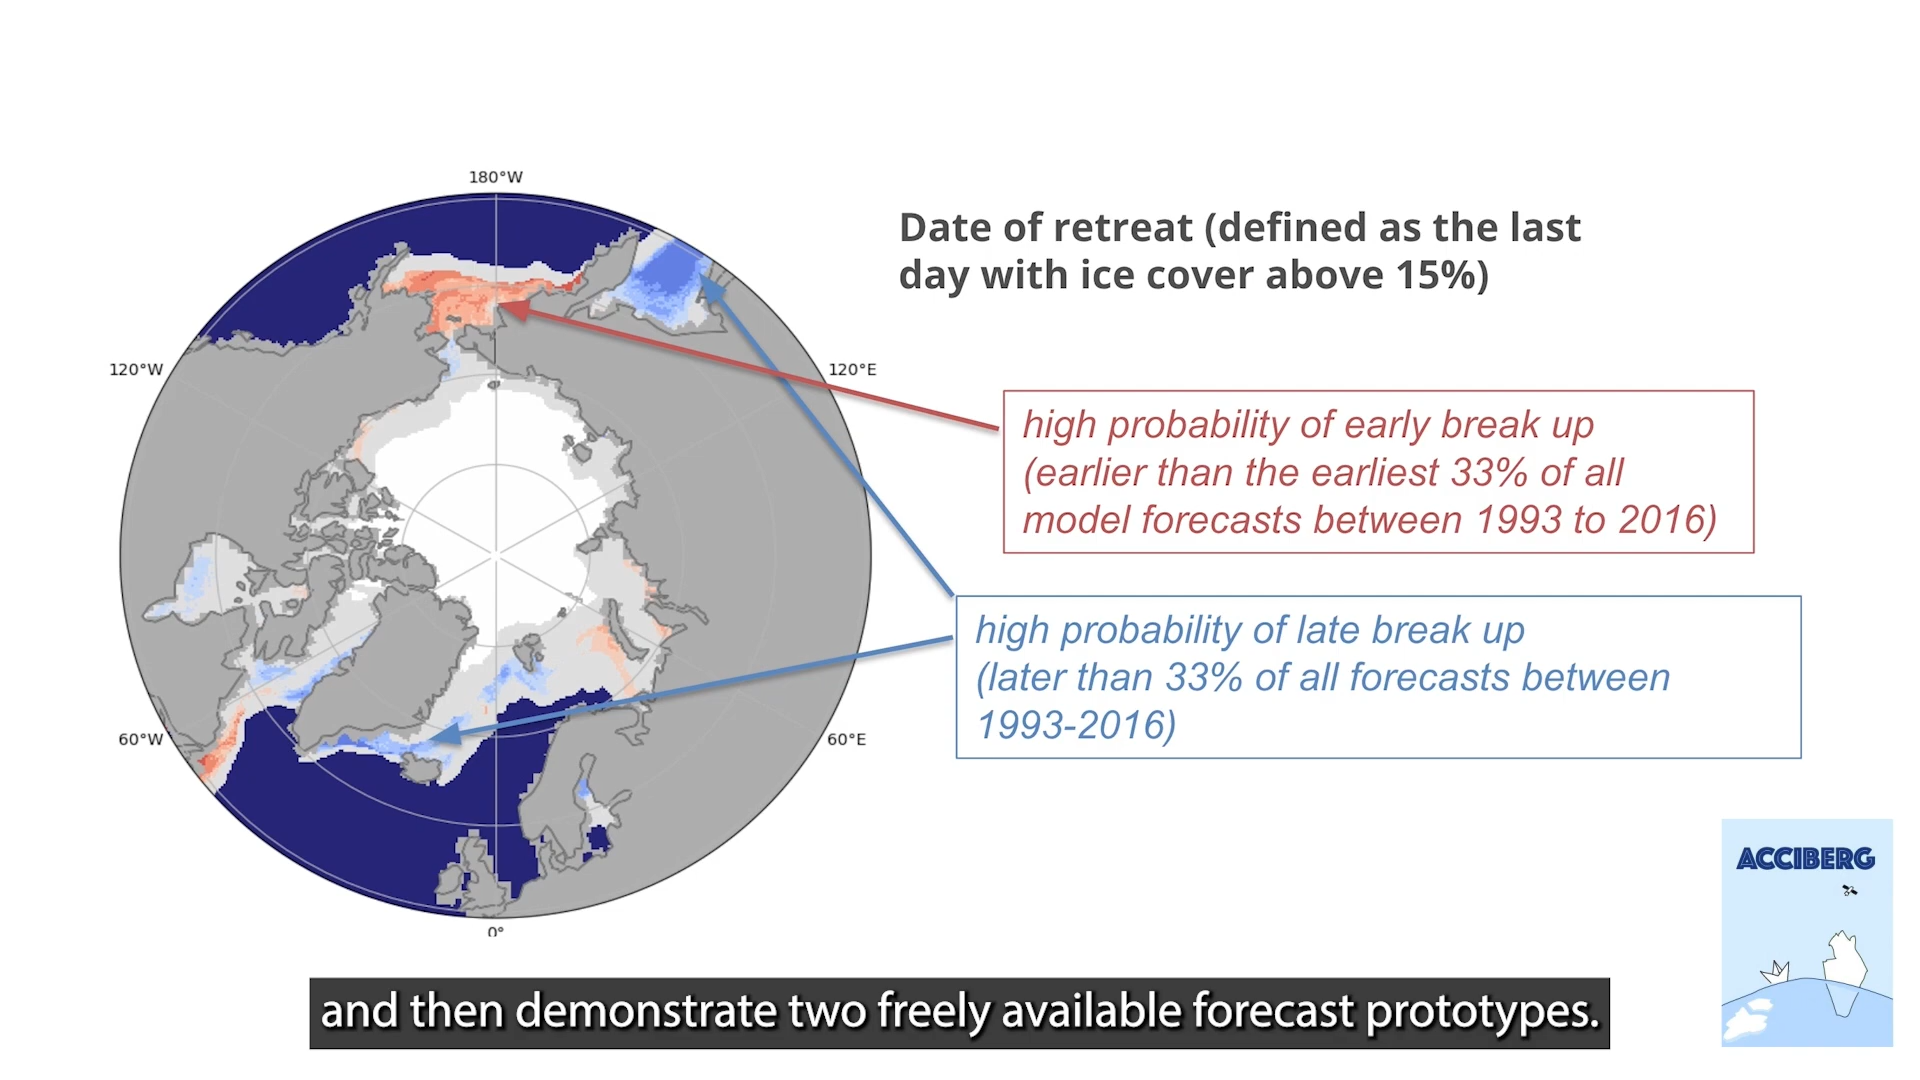 180°W
Date of retreat (defined as the last
day with ice cover above 15%)
120°W
120°E
high probability of early break up
(earlier than the earliest 33% of all
model forecasts between 1993 to 2016)
high probability of late break up
(later than 33% of all forecasts between
1993-2016)
60°W
60°E
0°
ACCIBERG
and then demonstrate two freely available forecast prototypes.